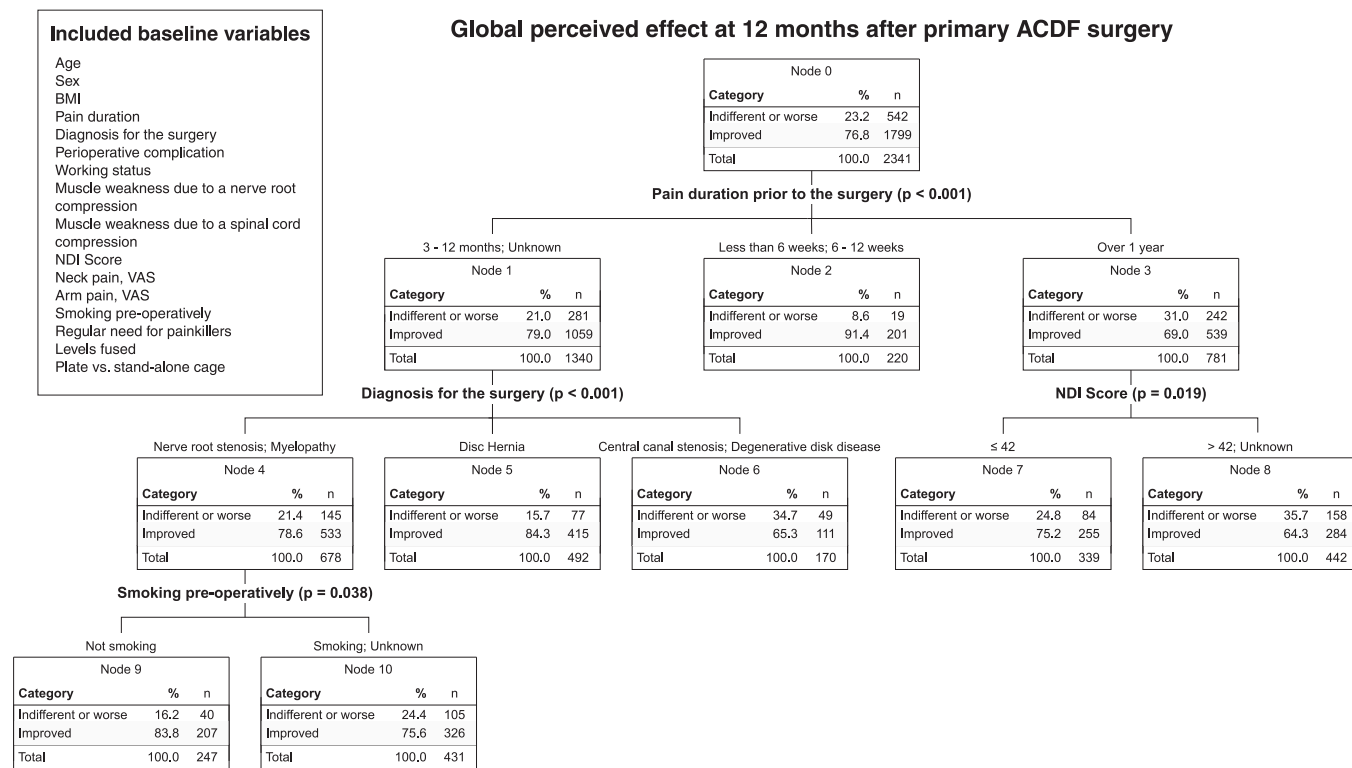 Included baseline variables
Age
Sex
BMI
Pain duration
Diagnosis for the surgery
Perioperative complication
Working status
Muscle weakness due to a nerve root
compression
Muscle weakness due to a spinal cord
compression
NDI Score
Neck pain, VAS
Arm pain, VAS
Smoking pre-operatively
Regular need for painkillers
Levels fused
Plate vs. stand-alone cage
Global perceived effect at 12 months after primary ACDF surgery
Node 0
Category % n
Indifferent or worse 23.2 542
Improved 76.8 1799
Total 100.0 2341
Pain duration prior to the surgery (p < 0.001)
3 - 12 months; Unknown
Node 1
Category % n
Indifferent or worse 21.0 281
Improved 79.0 1059
Total 100.0 1340
Less than 6 weeks; 6 - 12 weeks
Node 2
Category % n
Indifferent or worse 8.6 19
Improved 91.4 201
Total 100.0 220
Over 1 year
Node 3
Category % n
Indifferent or worse 31.0 242
Improved 69.0 539
Total 100.0 781
Diagnosis for the surgery (p < 0.001)
NDI Score (p = 0.019)
Nerve root stenosis; Myelopathy
Node 4
Category % n
Indifferent or worse 21.4 145
Improved 78.6 533
Total 100.0 678
Disc Hernia
Node 5
Category % n
Indifferent or worse 15.7 77
Improved 84.3 415
Total 100.0 492
Central canal stenosis; Degenerative disk disease
Node 6
Category % n
Indifferent or worse 34.7 49
Improved 65.3 111
Total 100.0 170
≤ 42
Node 7
Category % n
Indifferent or worse 24.8 84
Improved 75.2 255
Total 100.0 339
> 42; Unknown
Node 8
Category % n
Indifferent or worse 35.7 158
Improved 64.3 284
Total 100.0 442
Smoking pre-operatively (p = 0.038)
Not smoking
Node 9
Category % n
Indifferent or worse 16.2 40
Improved 83.8 207
Total 100.0 247
Smoking; Unknown
Node 10
Category % n
Indifferent or worse 24.4 105
Improved 75.6 326
Total 100.0 431